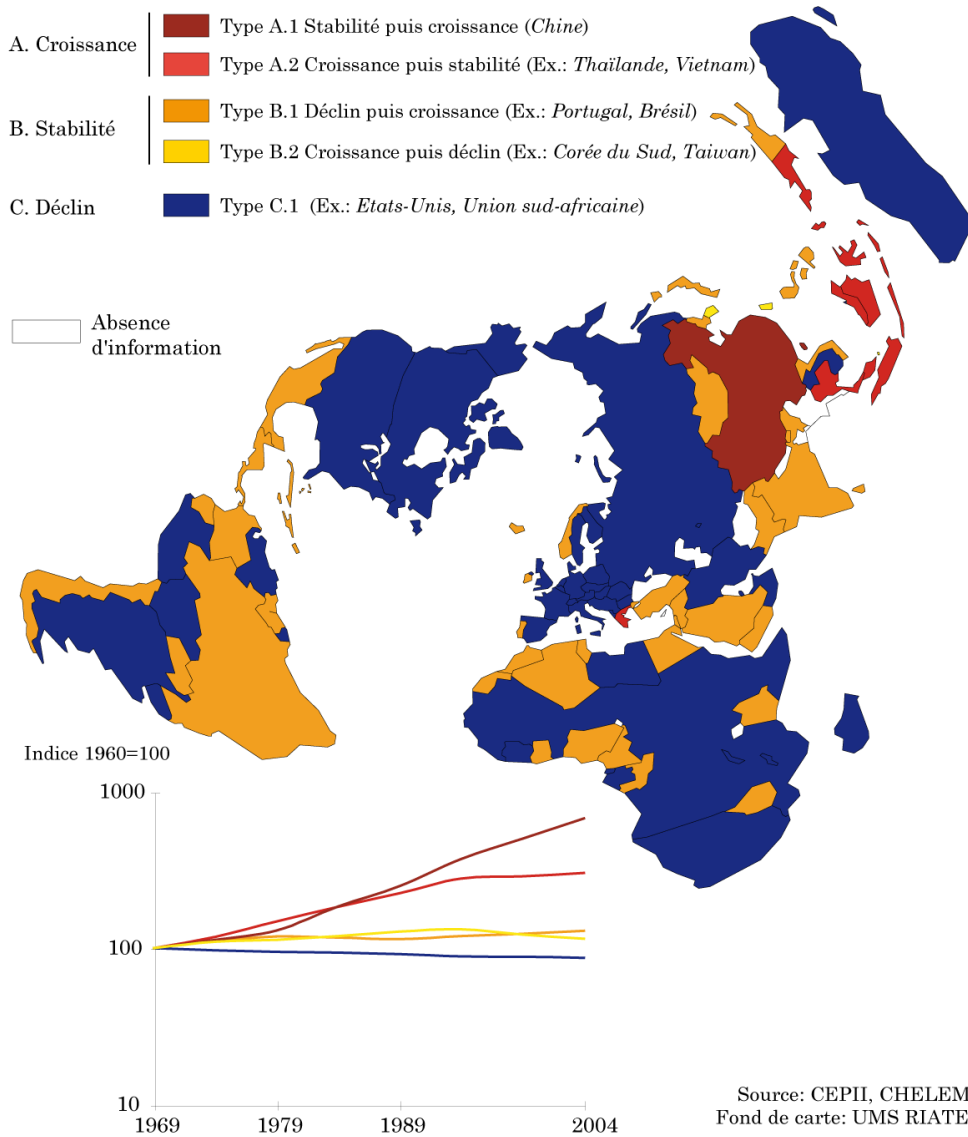 A. Croissance
Type A.1 Stabilité puis croissance (Chine)
Type A.2 Croissance puis stabilité (Ex.: Thaïlande, Vietnam)
B. Stabilité
Type B.1 Déclin puis croissance (Ex.: Portugal, Brésil)
Type B.2 Croissance puis déclin (Ex.: Corée du Sud, Taiwan)
C. Déclin
Type C.1 (Ex.: Etats-Unis, Union sud-africaine)
Absence
d'information
Indice 1960=100
1000
100
10
1969
1979
1989
2004
Source: CEPII, CHELEM
Fond de carte: UMS RIATE